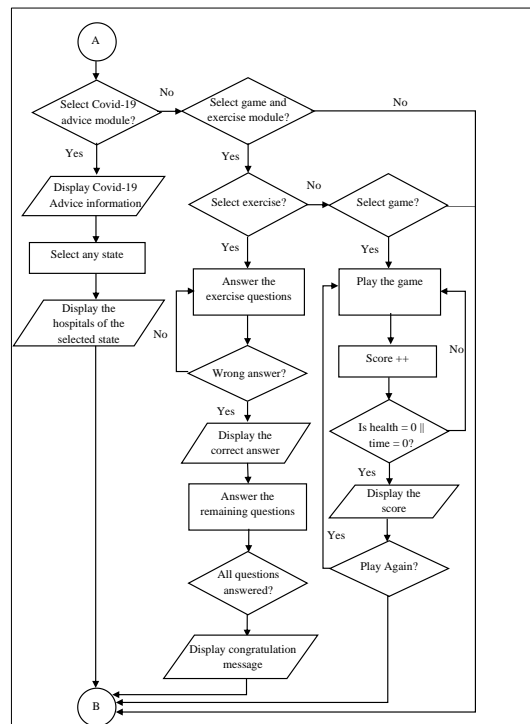 A
Select Covid-19
advice module?
No
Select game and
exercise module?
No
Yes
Yes
Display Covid-19
Advice information
Select exercise?
No
Select game?
Select any state
Yes
Yes
Display the
hospitals of the
selected state
Answer the
exercise questions
Play the game
No
Score ++
No
Wrong answer?
Yes
Is health = 0 ||
time = 0?
Display the
correct answer
Yes
Display the
score
Answer the
remaining questions
Yes
Play Again?
All questions
answered?
Display congratulation
message
B